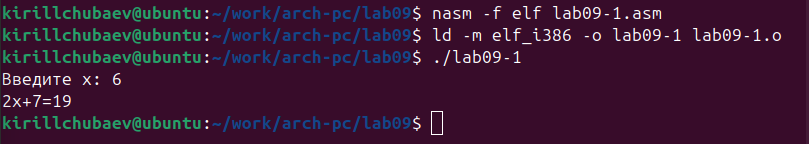 kirillchubaev@ubuntu:~/work/arch-pc/lab09$ nasm -f elf lab09-1.asm
kirillchubaev@ubuntu:~/work/arch-pc/lab09$ ld -m elf_i386 -o lab09-1 lab09-1.o
kirillchubaev@ubuntu:~/work/arch-pc/lab09$ ./lab09-1
Введите x: 6
2x+7=19
kirillchubaev@ubuntu:~/work/arch-pc/lab09$